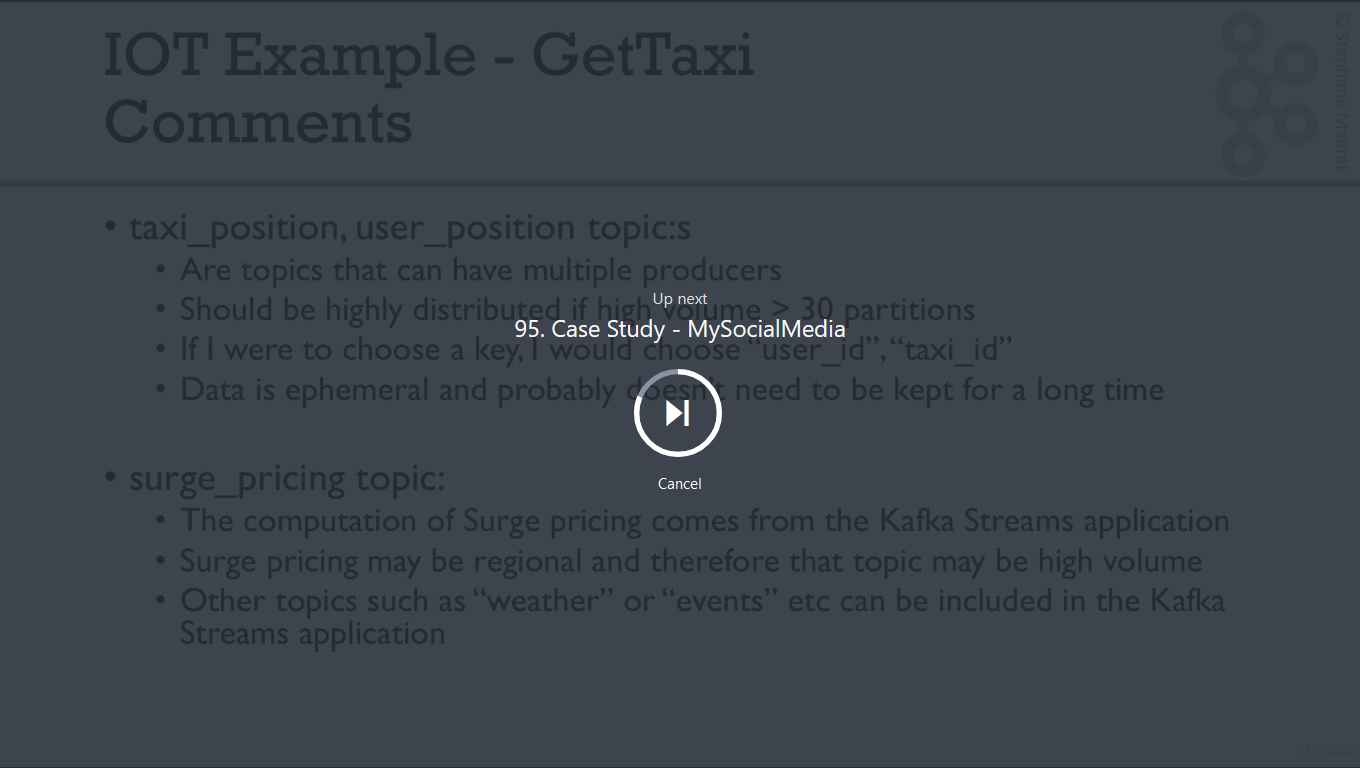 IOT Example - GetTaxi
Comments
© Stephane Maarek
• taxi_position, user_position topic:s
• Are topics that can have multiple producers
• Should be highly distributed if high volume > 30 partitions
• If I were to choose a key, I would choose “user_id”, “taxi_id”
• Data is ephemeral and probably doesn't need to be kept for a long time
Up next
95. Case Study - MySocialMedia
Cancel
• surge_pricing topic:
• The computation of Surge pricing comes from the Kafka Streams application
• Surge pricing may be regional and therefore that topic may be high volume
• Other topics such as “weather” or “events” etc can be included in the Kafka
Streams application